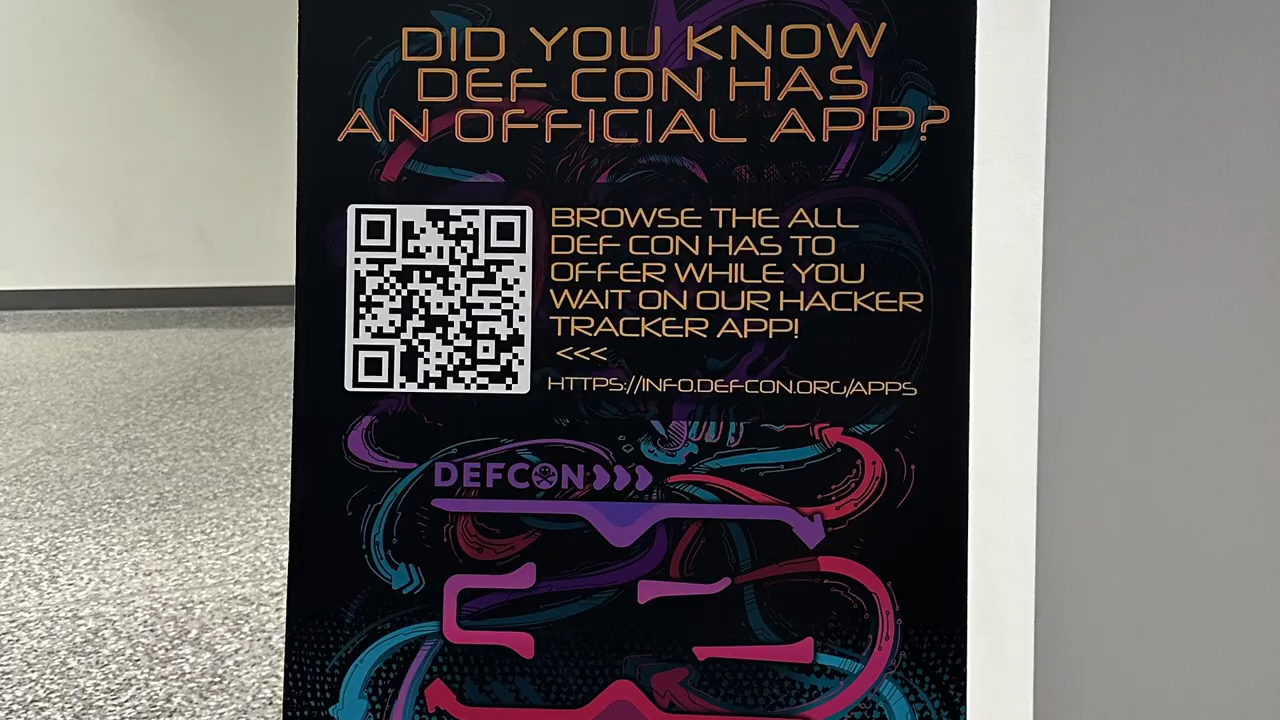 DID YOU KNOW
DEF CON HAS
AN OFFICIAL APP?
BROWSE THE ALL
DEF CON HAS TO
OFFER WHILE YOU
WAIT ON OUR HACKER
TRACKER APP!
<<<
HTTPS://INFO.DEFCON.ORG/APPS
DEFCON